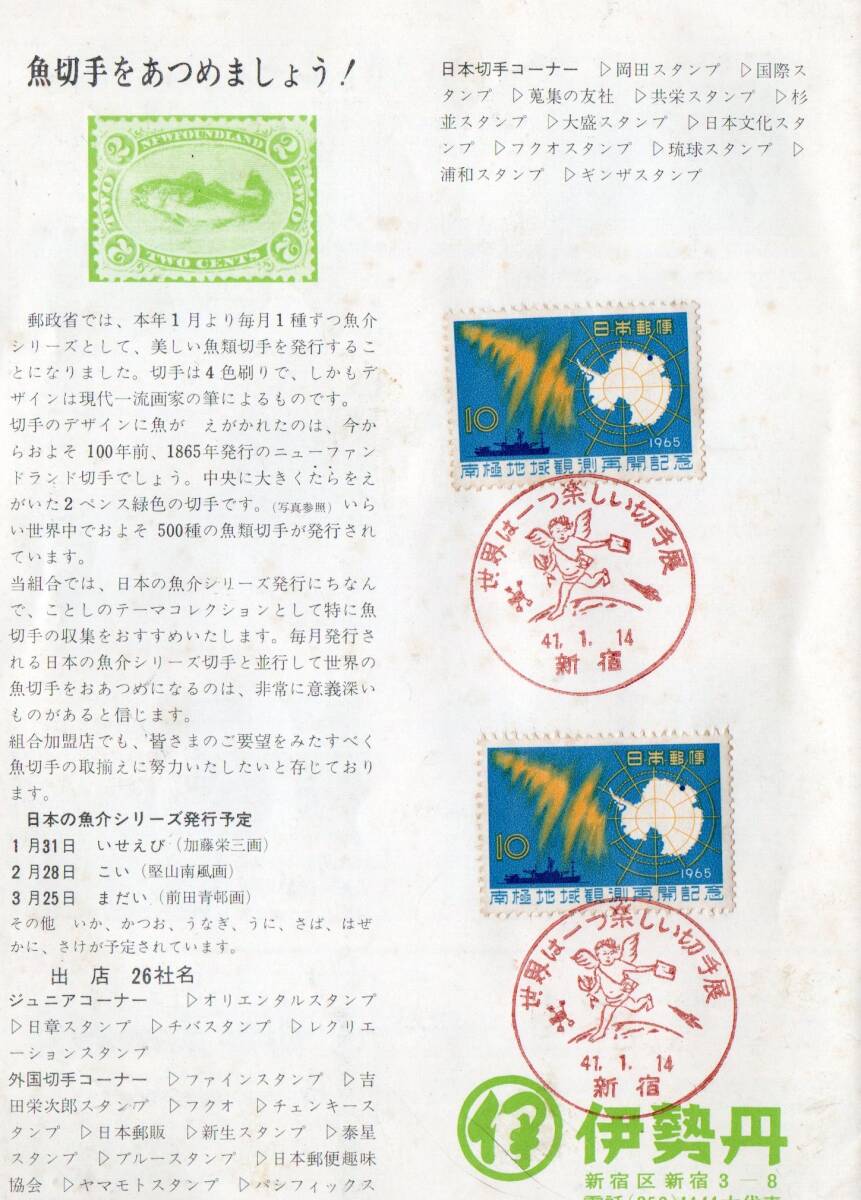 魚切手をあつめましょう!
NEWFOUNDLAND
2 2
TWO TWO
2 2
TWO CENTS
郵政省では、本年1月より毎月1種ずつ魚介
シリーズとして、美しい魚類切手を発行するこ
とになりました。切手は4色刷りで、しかもデ
ザインは現代一流画家の筆によるものです。
切手のデザインに魚が えがかれたのは、今か
らおよそ 100年前、1865年発行のニューファン
ドランド切手でしょう。中央に大きくたらをえ
がいた2ペンス緑色の切手です。(写真参照) いら
い世界中でおよそ 500種の魚類切手が発行され
ています。
当組合では、日本の魚介シリーズ発行にちなん
で、ことしのテーマコレクションとして特に魚
切手の収集をおすすめいたします。毎月発行さ
れる日本の魚介シリーズ切手と並行して世界の
魚切手をおあつめになるのは、非常に意義深い
ものがあると信じます。
組合加盟店でも、皆さまのご要望をみたすべく
魚切手の取揃えに努力いたしたいと存じており
ます。
日本の魚介シリーズ発行予定
1月31日 いせえび (加藤栄三画)
2月28日 こい (堅山南風画)
3月25日 まだい (前田青邨画)
その他 いか、かつお、うなぎ、うに、さば、はぜ
かに、さけが予定されています。
出店 26社名
ジュニアコーナー ▷オリエンタルスタンプ
▷日章スタンプ ▷チバスタンプ ▷レクリエ
ーションスタンプ
外国切手コーナー ▷ファインスタンプ ▷吉
田栄次郎スタンプ ▷フクオ ▷チェンキース
タンプ ▷日本郵販 ▷新生スタンプ ▷泰星
スタンプ ▷ブルースタンプ ▷日本郵便趣味
協会 ▷ヤマモトスタンプ ▷パシフィックス
日本切手コーナー ▷岡田スタンプ ▷国際ス
タンプ ▷蒐集の友社 ▷共栄スタンプ ▷杉
並スタンプ ▷大盛スタンプ ▷日本文化スタ
ンプ ▷フクオスタンプ ▷琉球スタンプ ▷
浦和スタンプ ▷ギンザスタンプ
日本郵便
10
1965
南極地域観測再開記念
世界は一つ楽しい切手展
41. 1. 14
新宿
日本郵便
10
1965
南極地域観測再開記念
世界は一つ楽しい切手展
41. 1. 14
新宿
伊 伊勢丹
新宿区新宿3-8